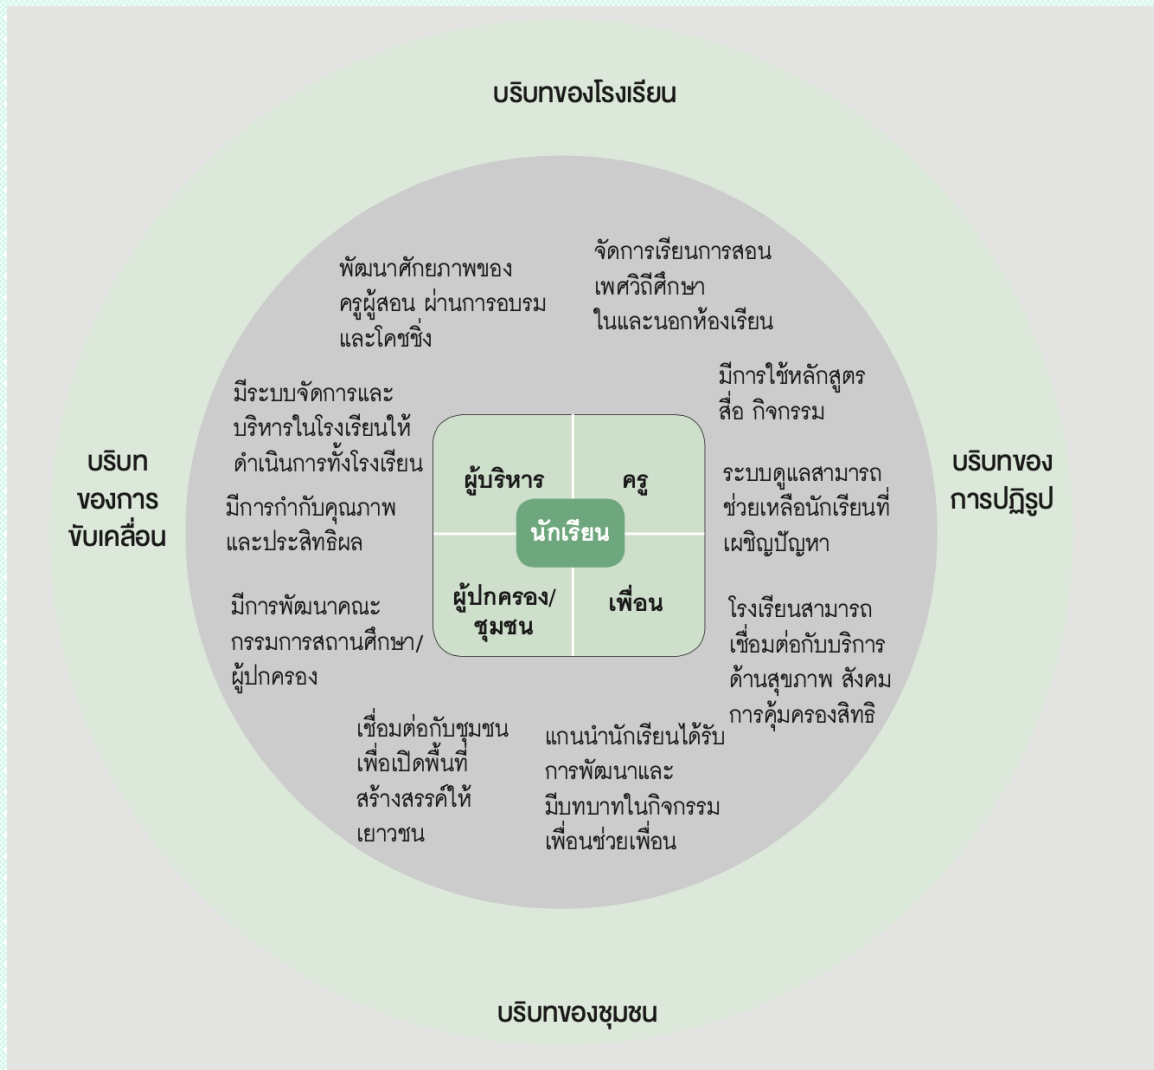 บริบทของโรงเรียน
พัฒนาศักยภาพของ
ครูผู้สอน ผ่านการอบรม
และโคชชิ่ง
จัดการเรียนการสอน
เพศวิถีศึกษา
ในและนอกห้องเรียน
มีระบบจัดการและ
บริหารในโรงเรียนให้
ดำเนินการทั้งโรงเรียน
มีการใช้หลักสูตร
สื่อ กิจกรรม
บริบท
ของการ
ขับเคลื่อน
มีการกำกับคุณภาพ
และประสิทธิผล
ผู้บริหาร
ครู
นักเรียน
ผู้ปกครอง/
ชุมชน
เพื่อน
ระบบดูแลสามารถ
ช่วยเหลือนักเรียนที่
เผชิญปัญหา
บริบทของ
การปฏิรูป
มีการพัฒนาคณะ
กรรมการสถานศึกษา/
ผู้ปกครอง
โรงเรียนสามารถ
เชื่อมต่อกับบริการ
ด้านสุขภาพ สังคม
การคุ้มครองสิทธิ
เชื่อมต่อกับชุมชน
เพื่อเปิดพื้นที่
สร้างสรรค์ให้
เยาวชน
แกนนำนักเรียนได้รับ
การพัฒนาและ
มีบทบาทในกิจกรรม
เพื่อนช่วยเพื่อน
บริบทของชุมชน